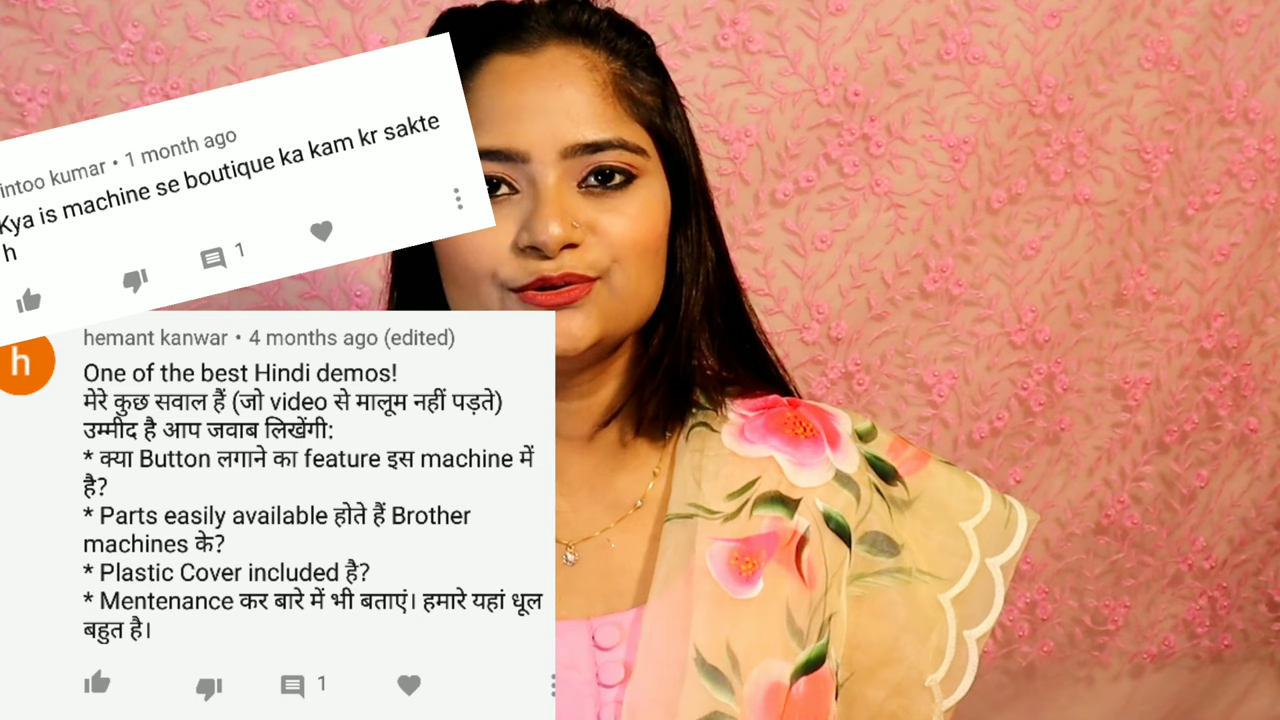 intoo kumar • 1 month ago
Kya is machine se boutique ka kam kr sakte
h
1
h
hemant kanwar • 4 months ago (edited)
One of the best Hindi demos!
मेरे कुछ सवाल हैं (जो video से मालूम नहीं पड़ते)
उम्मीद है आप जवाब लिखेंगी:
* क्या Button लगाने का feature इस machine में
है?
* Parts easily available होते हैं Brother
machines के?
* Plastic Cover included है?
* Mentenance कर बारे में भी बताएं। हमारे यहां धूल
बहुत है।
1